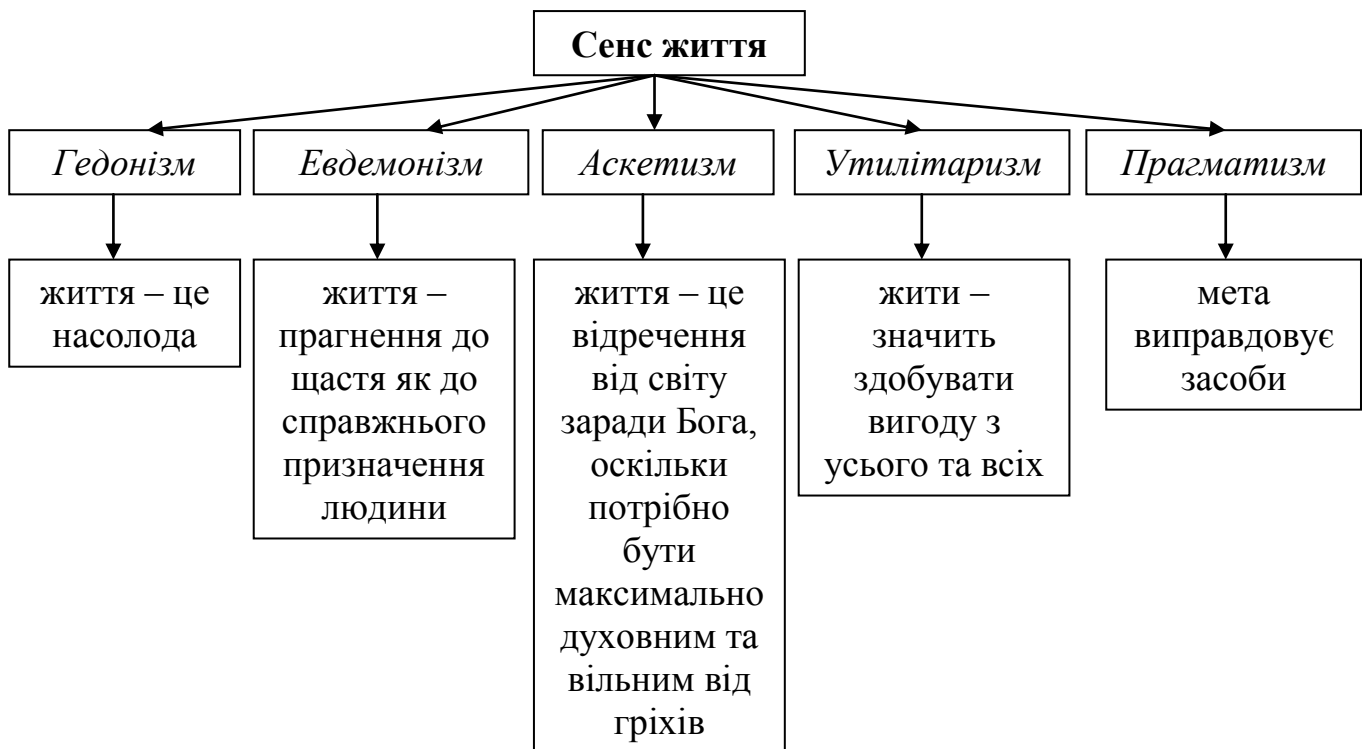 Сенс життя
Гедонізм
Евдемонізм
Аскетизм
Утилітаризм
Прагматизм
життя – це
насолода
життя –
прагнення до
щастя як до
справжнього
призначення
людини
життя – це
відречення
від світу
заради Бога,
оскільки
потрібно
бути
максимально
духовним та
вільним від
гріхів
жити –
значить
здобувати
вигоду з
усього та всіх
мета
виправдовує
засоби